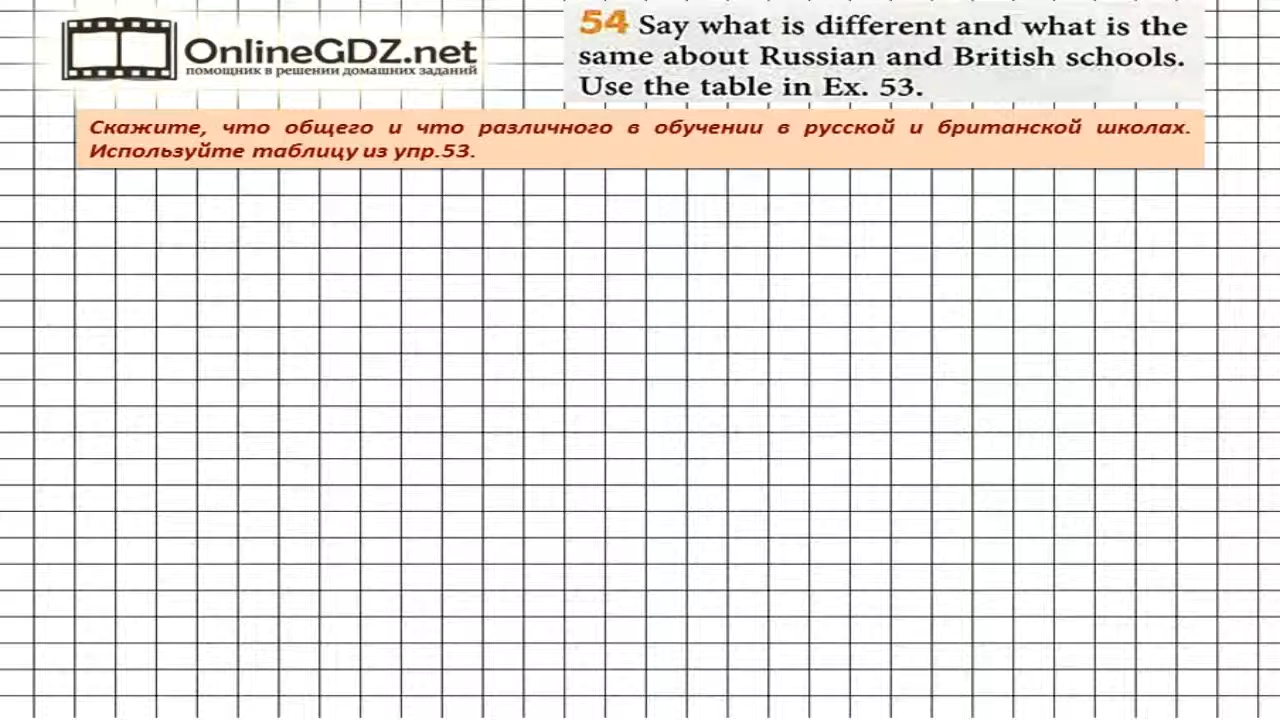 OnlineGDZ.net
помощник в решении домашних заданий
54 Say what is different and what is the
same about Russian and British schools.
Use the table in Ex. 53.
Скажите, что общего и что различного в обучении в русской и британской школах.
Используйте таблицу из упр.53.